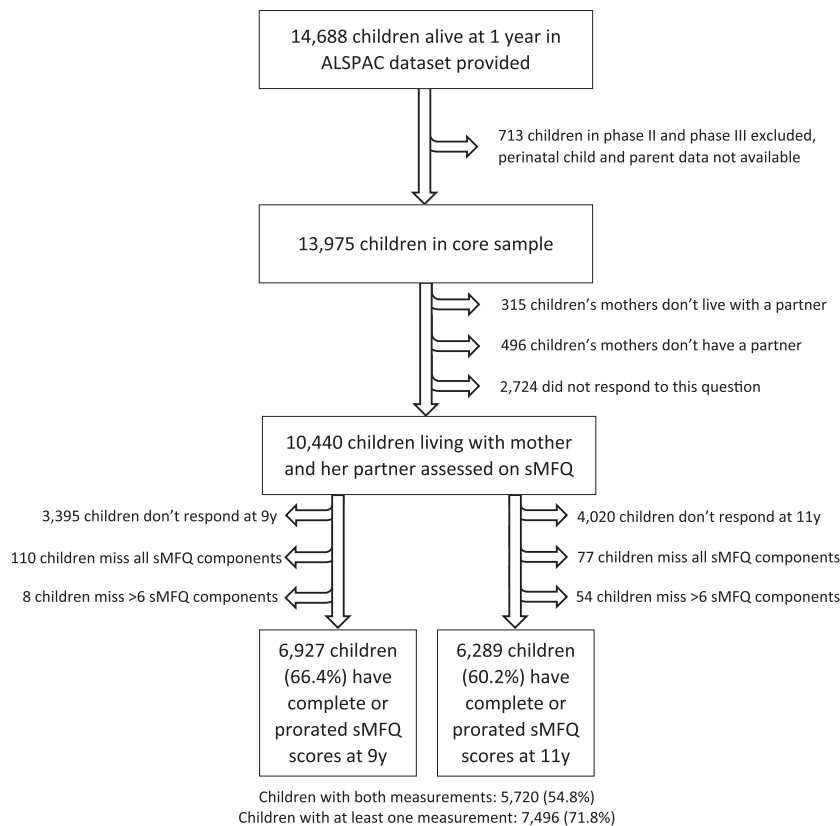 14,688 children alive at 1 year in
ALSPAC dataset provided
713 children in phase II and phase III excluded,
perinatal child and parent data not available
13,975 children in core sample
315 children's mothers don't live with a partner
496 children's mothers don't have a partner
2,724 did not respond to this question
10,440 children living with mother
and her partner assessed on sMFQ
3,395 children don't respond at 9y
110 children miss all sMFQ components
8 children miss >6 sMFQ components
4,020 children don't respond at 11y
77 children miss all sMFQ components
54 children miss >6 sMFQ components
6,927 children
(66.4%) have
complete or
prorated sMFQ
scores at 9y
6,289 children
(60.2%) have
complete or
prorated sMFQ
scores at 11y
Children with both measurements: 5,720 (54.8%)
Children with at least one measurement: 7,496 (71.8%)